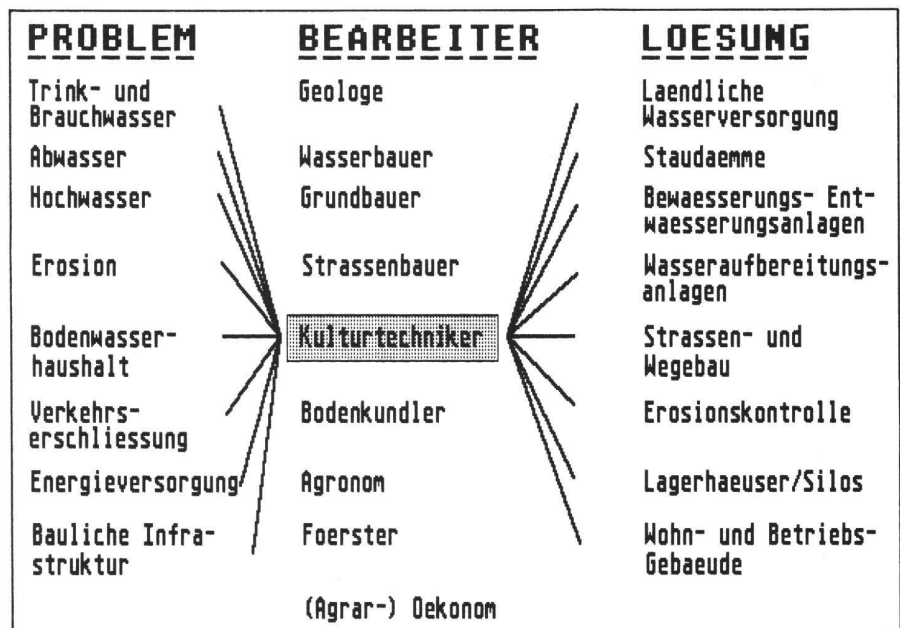 PROBLEM
Trink- und
Brauchwasser
Abwasser
Hochwasser
Erosion
Bodenwasser-
haushalt
Verkehrs-
erschliessung
Energieversorgung
Bauliche Infra-
struktur
BEARBEITER
Geologe
Wasserbauer
Grundbauer
Strassenbauer
Kulturtechniker
Bodenkundler
Agronom
Foerster
(Agrar-) Oekonom
LOESUNG
Laendliche
Wasserversorgung
Staudaemme
Bewaesserungs- Ent-
waesserungsanlagen
Wasseraufbereitungs-
anlagen
Strassen- und
Wegebau
Erosionskontrolle
Lagerhaeuser/Silos
Wohn- und Betriebs-
Gebaeude